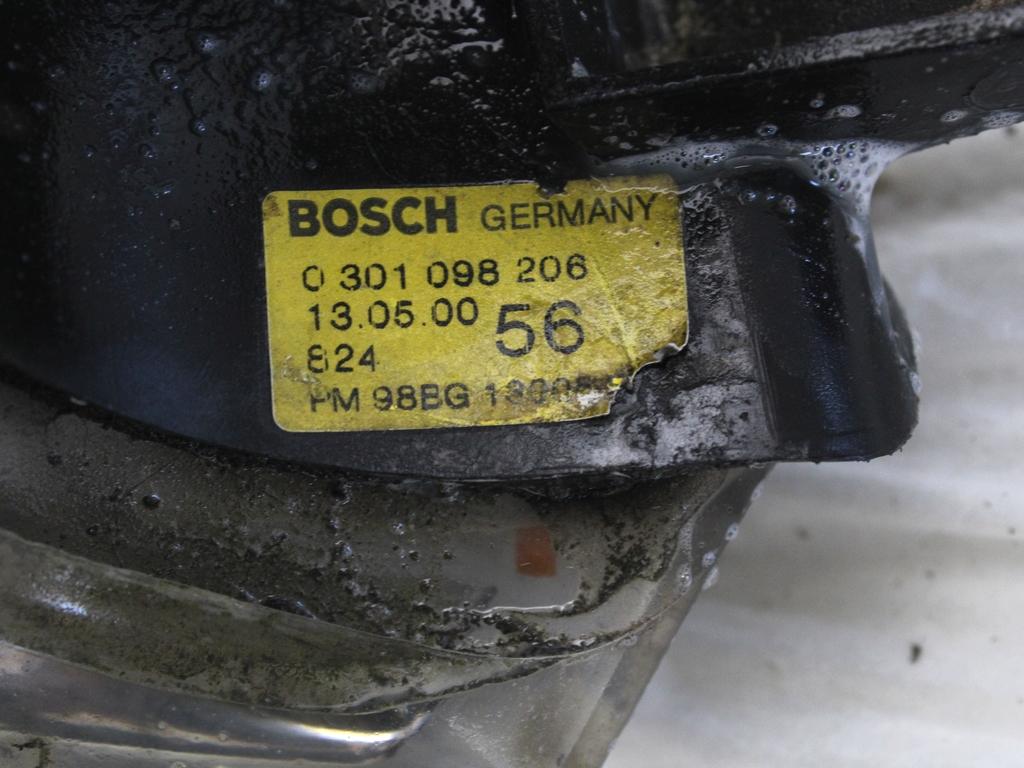 BOSCH GERMANY
0 301 098 206
13.05.00 56
824
PM 98BG